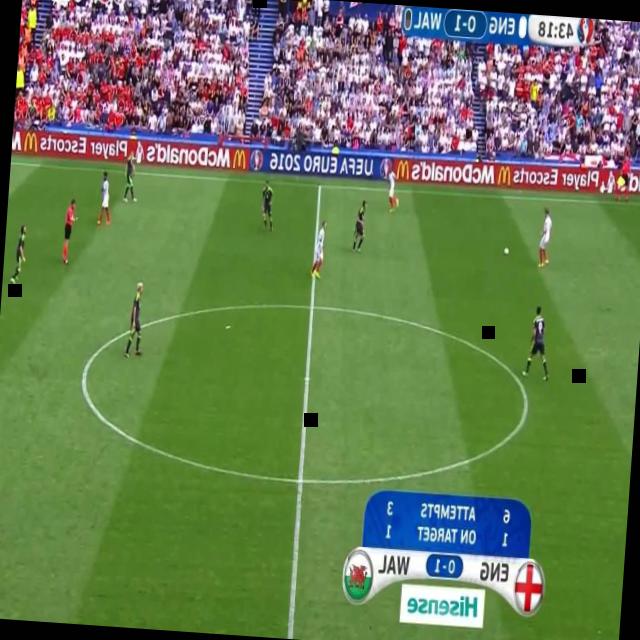 43:18 ENG 0-1 WAL
Player Escorts McDonald's UEFA EURO 2016 McDonald's Player Escorts
6 ATTEMPTS 3
1 ON TARGET 1
ENG 0-1 WAL
Hisense